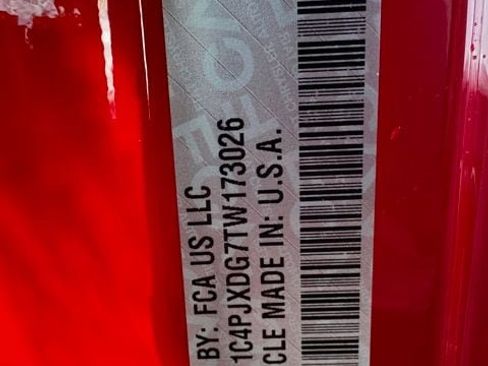 BY: FCA US LLC
1C4PJXDG7TW173026
CLE MADE IN: U.S.A.